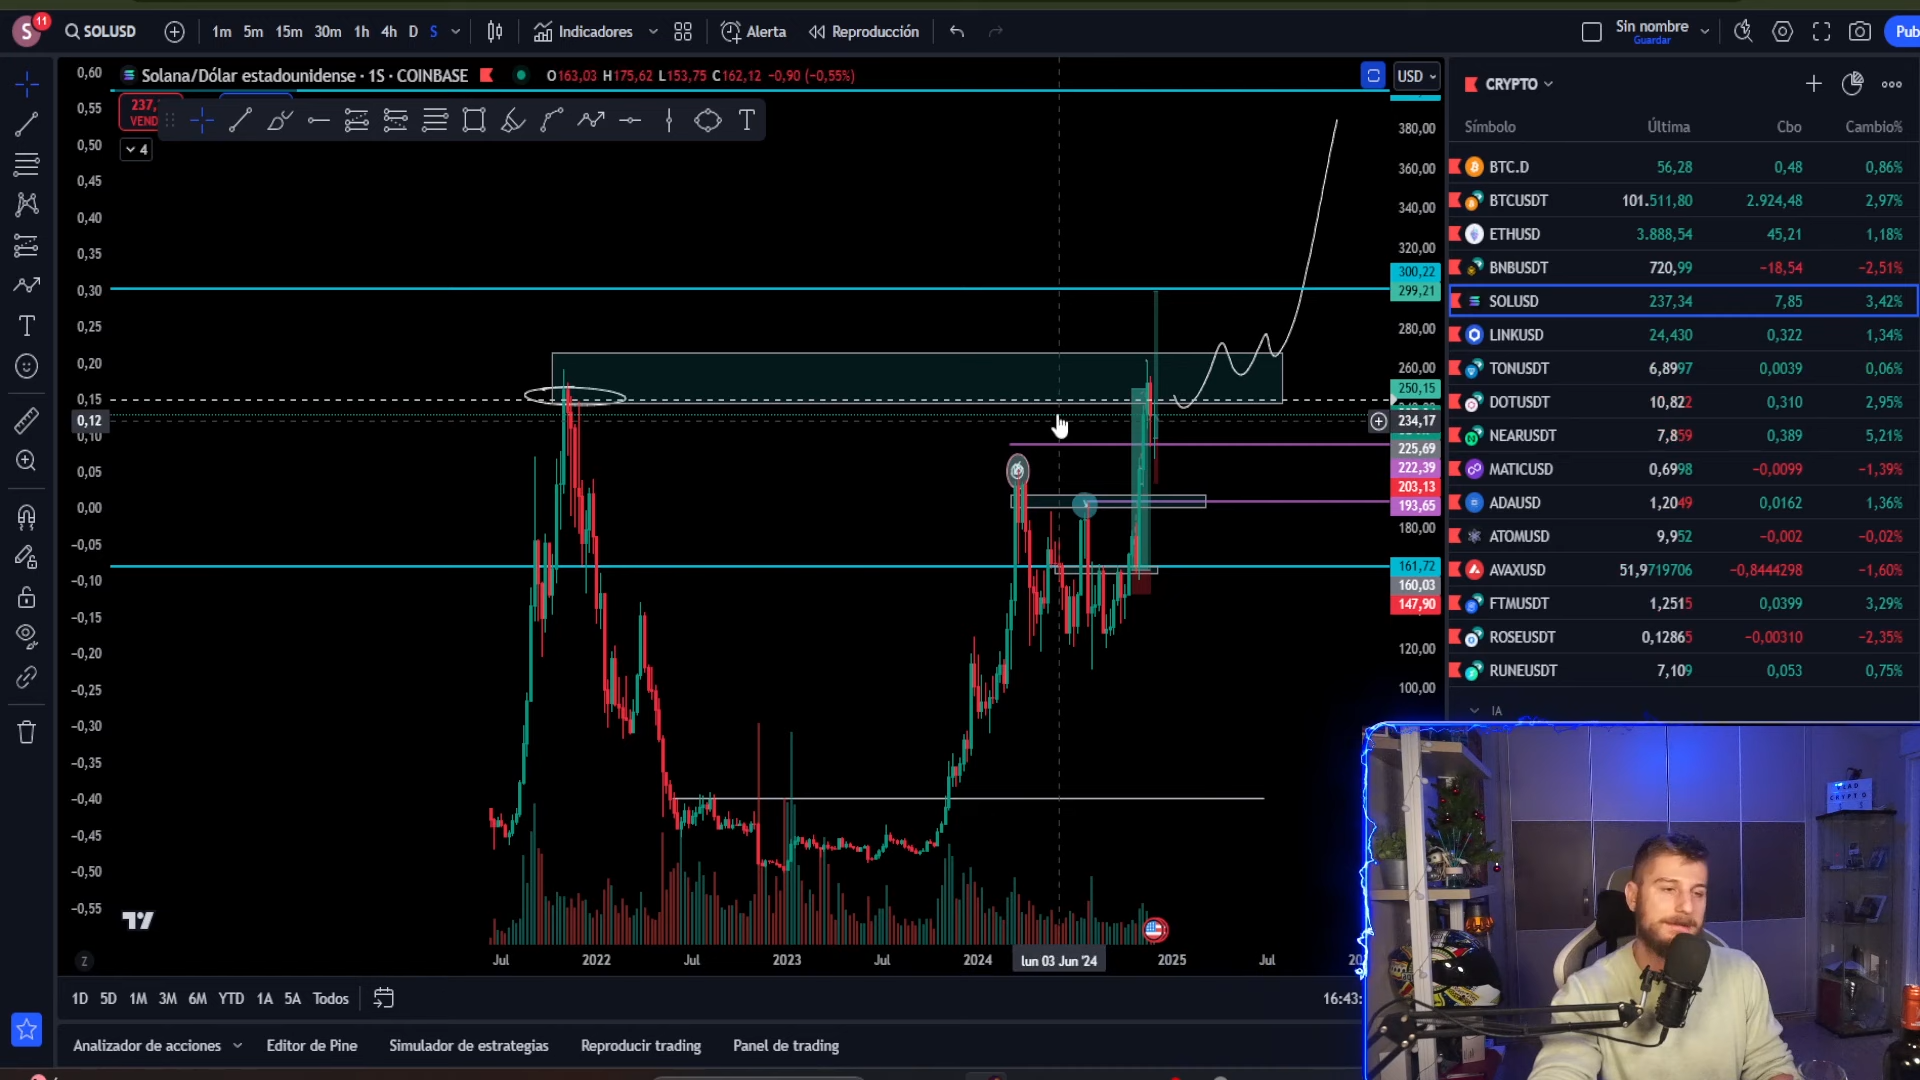 S 11 SOLUSD 1m 5m 15m 30m 1h 4h D S Indicadores Alerta Reproducción Sin nombre Guardar Pub
Solana/Dólar estadounidense · 1S · COINBASE O163,03 H175,62 L153,75 C162,12 −0,90 (−0,55%) USD
237,
VEND
T
4
0,60
0,55
0,50
0,45
0,40
0,35
0,30
0,25
0,20
0,15
0,12
0,10
0,05
0,00
−0,05
−0,10
−0,15
−0,20
−0,25
−0,30
−0,35
−0,40
−0,45
−0,50
−0,55
380,00
360,00
340,00
320,00
300,22
299,21
280,00
260,00
250,15
234,17
225,69
222,39
203,13
193,65
180,00
161,72
160,03
147,90
120,00
100,00
CRYPTO
Símbolo Última Cbo Cambio%
BTC.D 56,28 0,48 0,86%
BTCUSDT 101.511,80 2.924,48 2,97%
ETHUSD 3.888,54 45,21 1,18%
BNBUSDT 720,99 −18,54 −2,51%
SOLUSD 237,34 7,85 3,42%
LINKUSD 24,430 0,322 1,34%
TONUSDT 6,8997 0,0039 0,06%
DOTUSDT 10,822 0,310 2,95%
NEARUSDT 7,859 0,389 5,21%
MATICUSD 0,6998 −0,0099 −1,39%
ADAUSD 1,2049 0,0162 1,36%
ATOMUSD 9,952 −0,002 −0,02%
AVAXUSD 51,9719706 −0,8444298 −1,60%
FTMUSDT 1,2515 0,0399 3,29%
ROSEUSDT 0,12865 −0,00310 −2,35%
RUNEUSDT 7,109 0,053 0,75%
IA
Z Jul 2022 Jul 2023 Jul 2024 lun 03 Jun '24 2025 Jul
1D 5D 1M 3M 6M YTD 1A 5A Todos 16:43:
Analizador de acciones Editor de Pine Simulador de estrategias Reproducir trading Panel de trading
CRYPTO